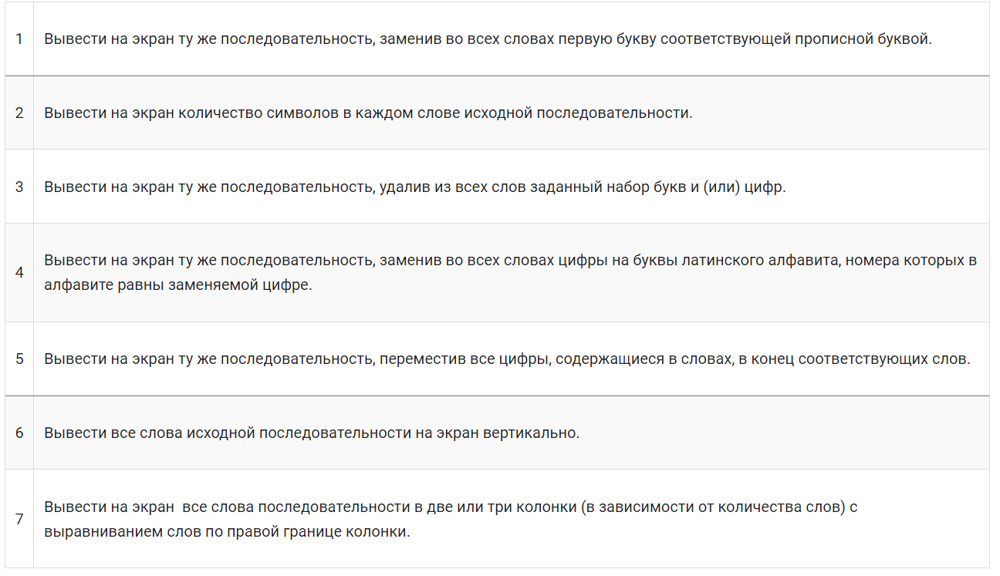 1 Вывести на экран ту же последовательность, заменив во всех словах первую букву соответствующей прописной буквой.
2 Вывести на экран количество символов в каждом слове исходной последовательности.
3 Вывести на экран ту же последовательность, удалив из всех слов заданный набор букв и (или) цифр.
4 Вывести на экран ту же последовательность, заменив во всех словах цифры на буквы латинского алфавита, номера которых в
алфавите равны заменяемой цифре.
5 Вывести на экран ту же последовательность, переместив все цифры, содержащиеся в словах, в конец соответствующих слов.
6 Вывести все слова исходной последовательности на экран вертикально.
7 Вывести на экран  все слова последовательности в две или три колонки (в зависимости от количества слов) с
выравниванием слов по правой границе колонки.